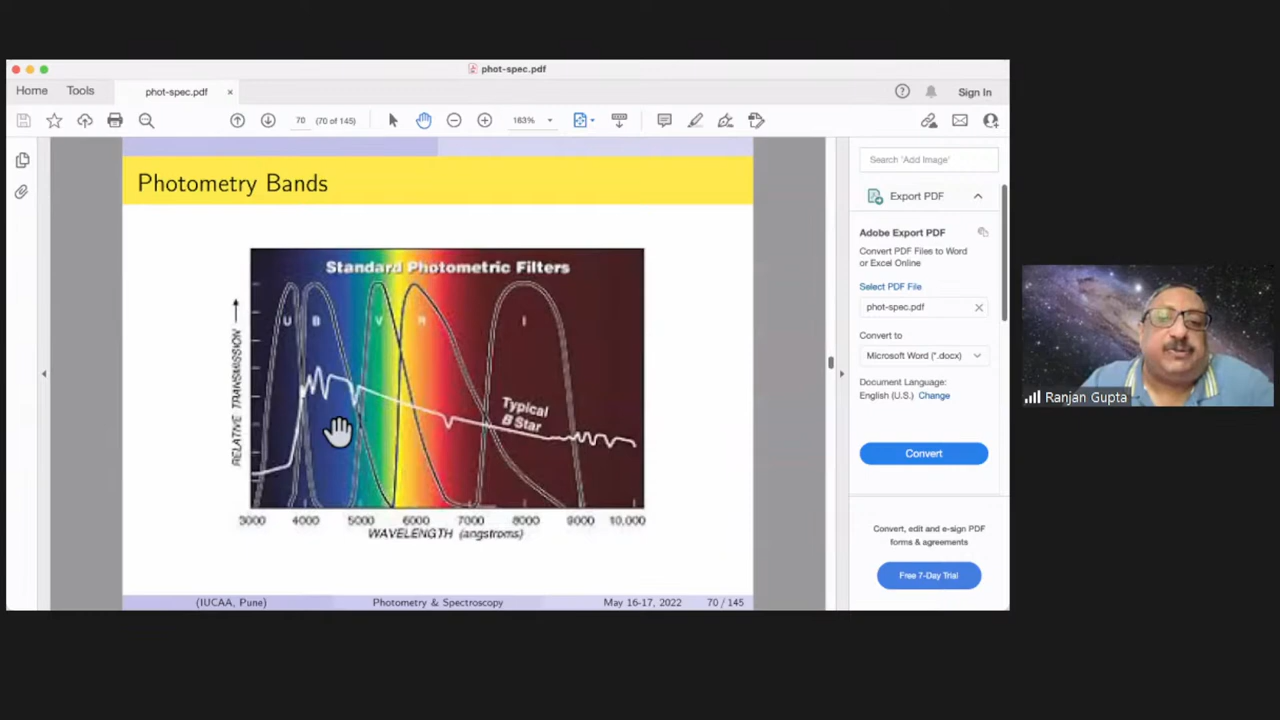 phot-spec.pdf
Home
Tools
phot-spec.pdf
×
Sign In
70
(70 of 145)
163%
Search 'Add Image'
Photometry Bands
Export PDF
Adobe Export PDF
Convert PDF Files to Word
or Excel Online
Select PDF File
phot-spec.pdf
Convert to
Microsoft Word (*.docx)
Document Language:
English (U.S.) Change
Convert
Convert, edit and e-sign PDF
forms & agreements
Free 7-Day Trial
Standard Photometric Filters
U
B
V
R
I
RELATIVE TRANSMISSION
Typical
B Star
3000 4000 5000 6000 7000 8000 9000 10,000
WAVELENGTH (angstroms)
(IUCAA, Pune)
Photometry & Spectroscopy
May 16-17, 2022
70 / 145
Ranjan Gupta